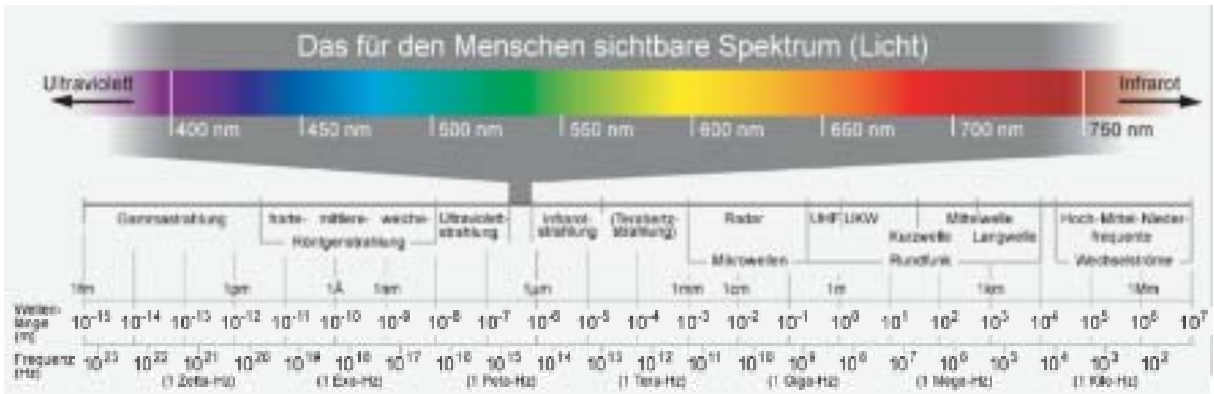 Das für den Menschen sichtbare Spektrum (Licht)
Ultraviolett Infrarot
400 nm 450 nm 500 nm 550 nm 600 nm 650 nm 700 nm 750 nm
Gammastrahlung harte- mittlere- weiche- Ultraviolett- Infrarot- (Terahertz- Radar UHF UKW Mittelwelle Hoch-Mittel-Nieder-
Röntgenstrahlung strahlung strahlung strahlung) Kurzwelle Langwelle frequente
Mikrowellen Rundfunk Wechselströme
1fm 1pm 1Å 1nm 1µm 1mm 1cm 1m 1km 1Mm
Wellen-
länge
(m)
10⁻¹⁵ 10⁻¹⁴ 10⁻¹³ 10⁻¹² 10⁻¹¹ 10⁻¹⁰ 10⁻⁹ 10⁻⁸ 10⁻⁷ 10⁻⁶ 10⁻⁵ 10⁻⁴ 10⁻³ 10⁻² 10⁻¹ 10⁰ 10¹ 10² 10³ 10⁴ 10⁵ 10⁶ 10⁷
Frequenz
(Hz)
10²³ 10²² 10²¹ 10²⁰ 10¹⁹ 10¹⁸ 10¹⁷ 10¹⁶ 10¹⁵ 10¹⁴ 10¹³ 10¹² 10¹¹ 10¹⁰ 10⁹ 10⁸ 10⁷ 10⁶ 10⁵ 10⁴ 10³ 10²
(1 Zetta-Hz) (1 Exa-Hz) (1 Peta-Hz) (1 Tera-Hz) (1 Giga-Hz) (1 Mega-Hz) (1 Kilo-Hz)